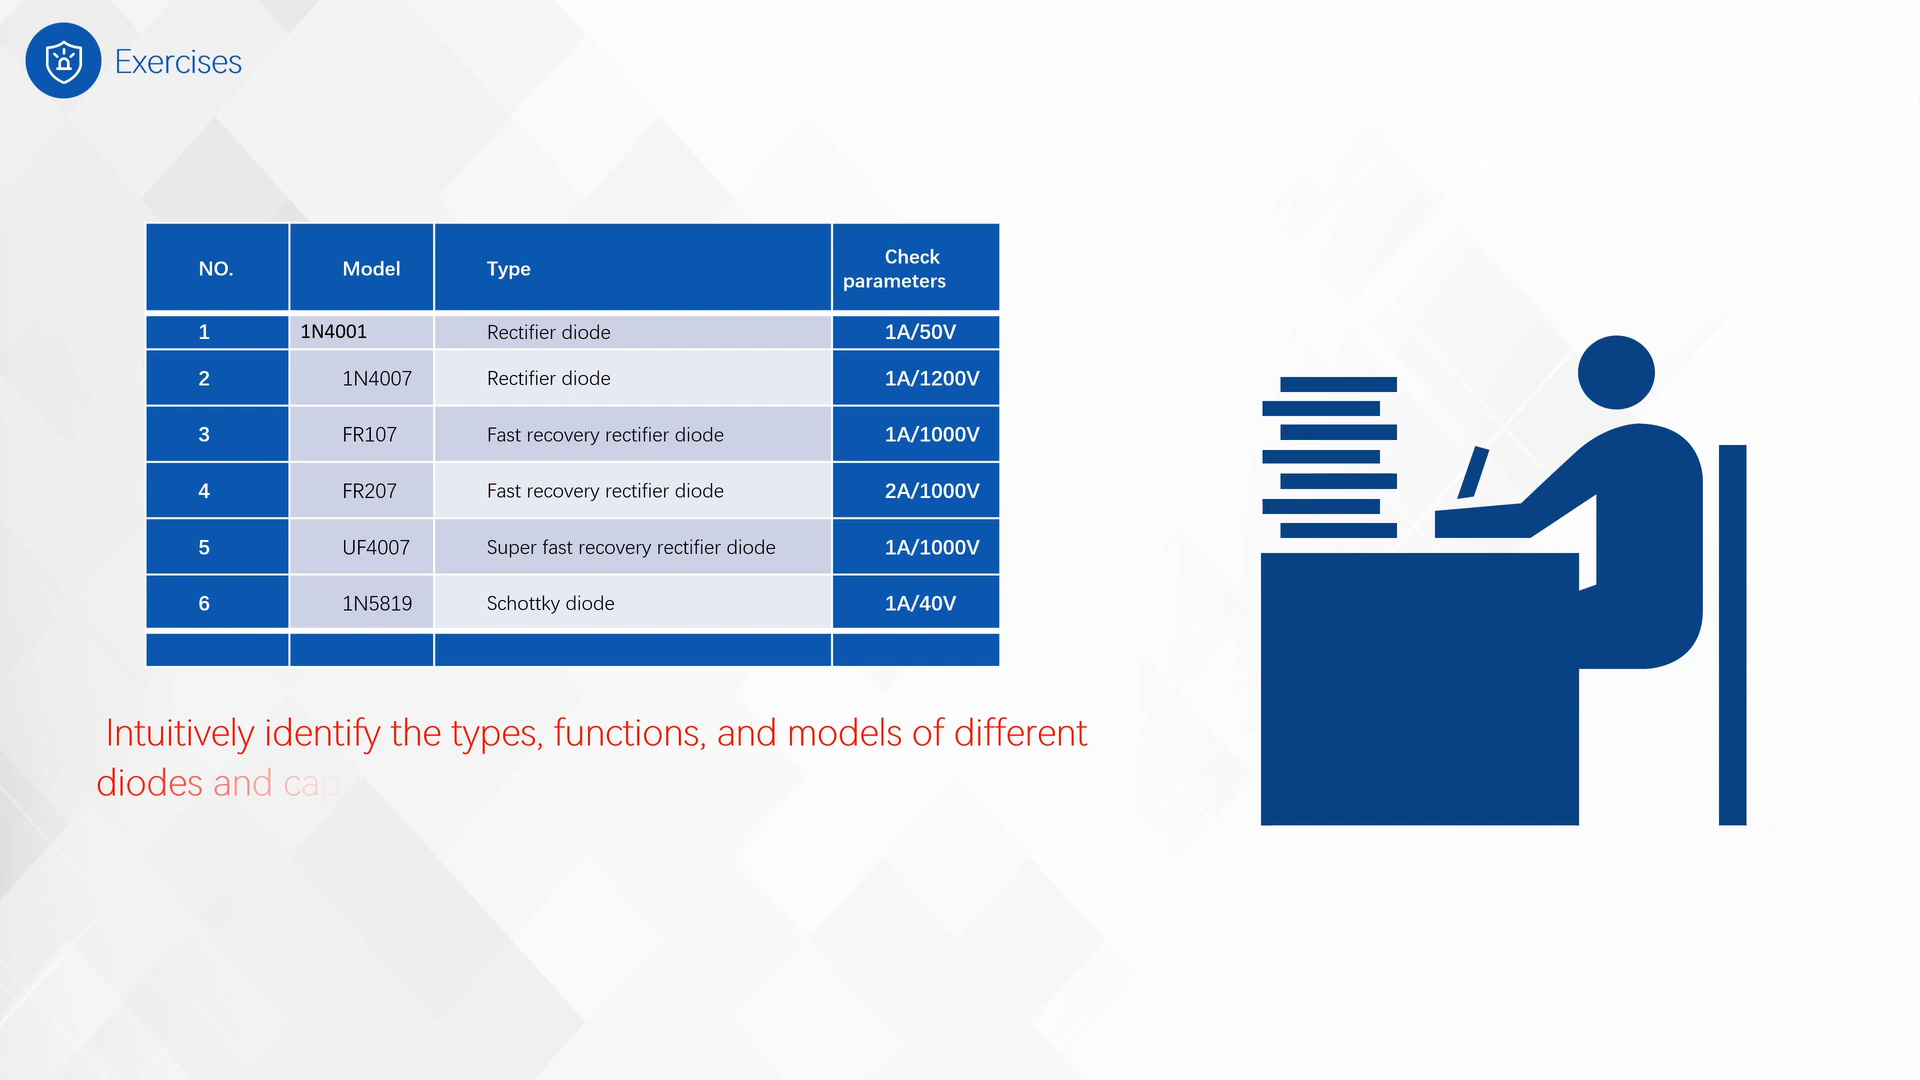 Exercises
NO. Model Type Check parameters
1 1N4001 Rectifier diode 1A/50V
2 1N4007 Rectifier diode 1A/1200V
3 FR107 Fast recovery rectifier diode 1A/1000V
4 FR207 Fast recovery rectifier diode 2A/1000V
5 UF4007 Super fast recovery rectifier diode 1A/1000V
6 1N5819 Schottky diode 1A/40V
Intuitively identify the types, functions, and models of different
diodes and cap